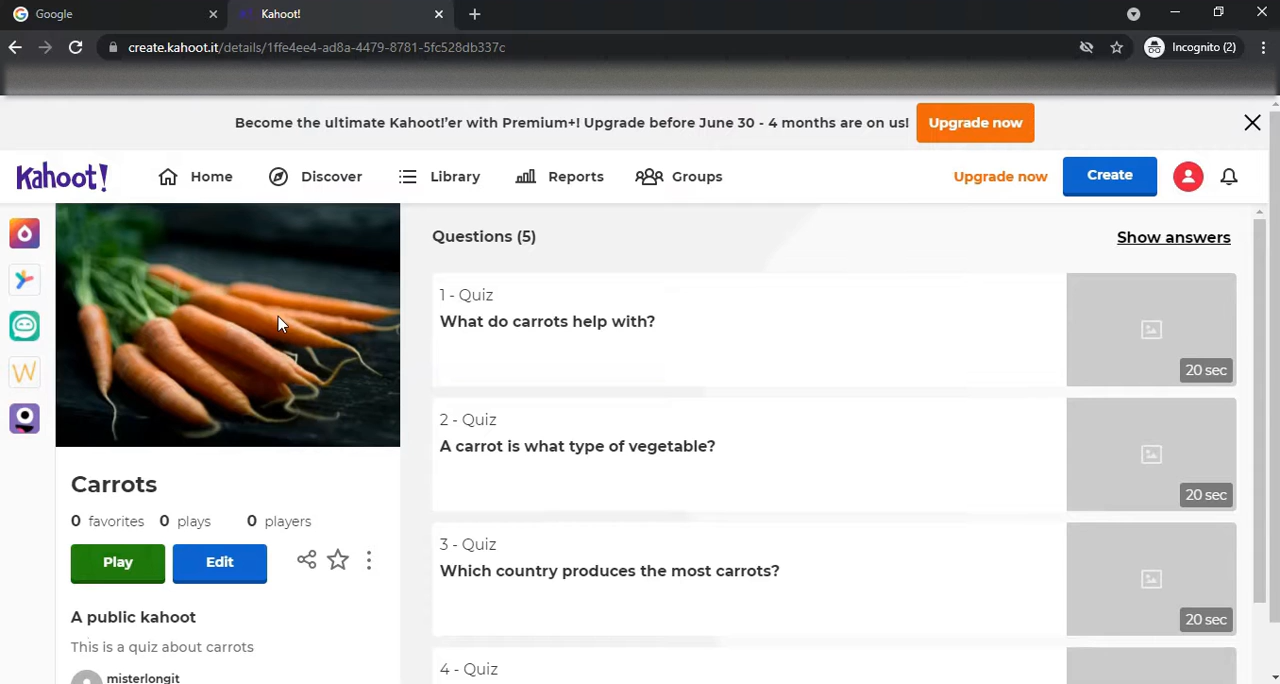 Google
Kahoot!
create.kahoot.it/details/1ffe4ee4-ad8a-4479-8781-5fc528db337c
Incognito (2)
Become the ultimate Kahoot!'er with Premium+! Upgrade before June 30 - 4 months are on us!
Upgrade now
Kahoot!
Home
Discover
Library
Reports
Groups
Upgrade now
Create
Questions (5)
Show answers
1 - Quiz
What do carrots help with?
20 sec
2 - Quiz
A carrot is what type of vegetable?
20 sec
3 - Quiz
Which country produces the most carrots?
20 sec
4 - Quiz
Carrots
0 favorites 0 plays 0 players
Play
Edit
A public kahoot
This is a quiz about carrots
misterlongit